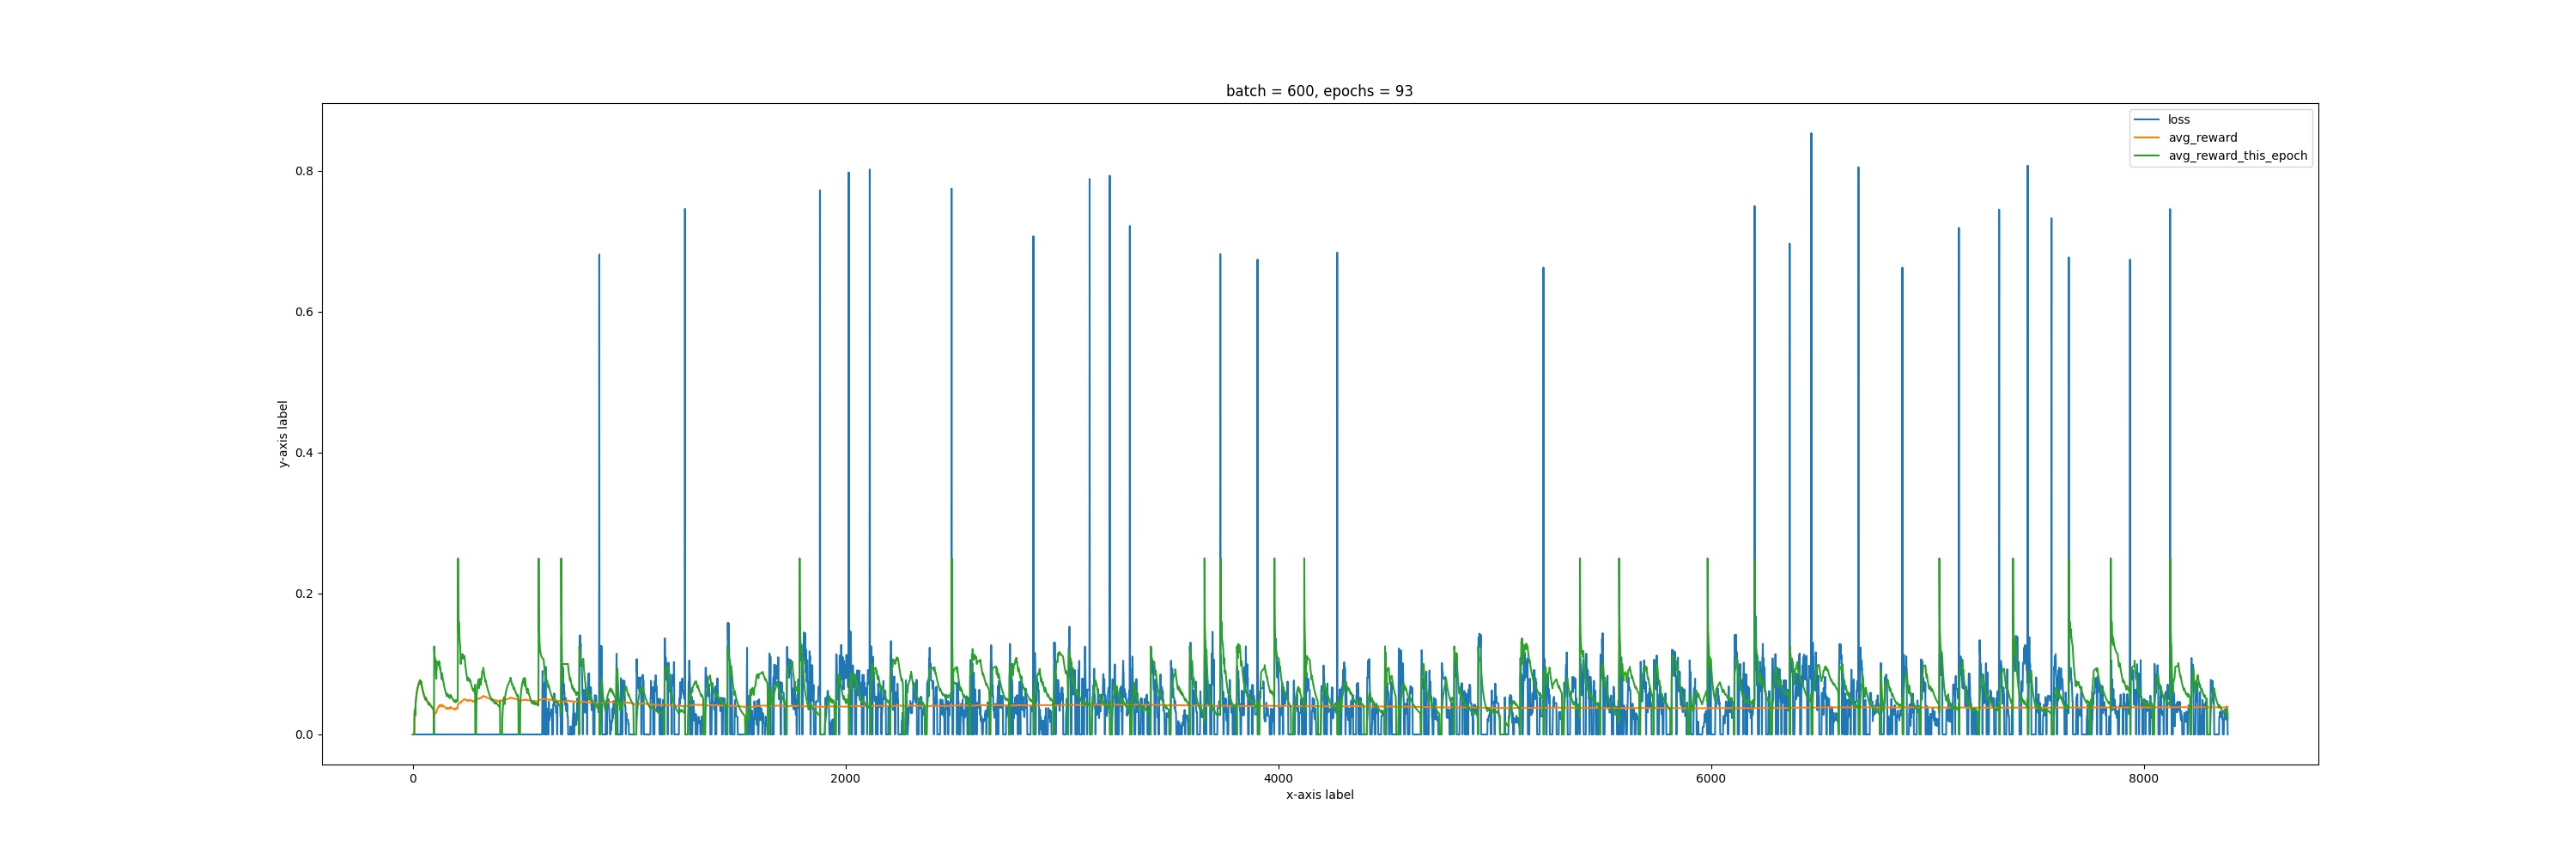 batch = 600, epochs = 93
loss
avg_reward
avg_reward_this_epoch
0.8
0.6
0.4
0.2
0.0
y-axis label
0 2000 4000 6000 8000
x-axis label